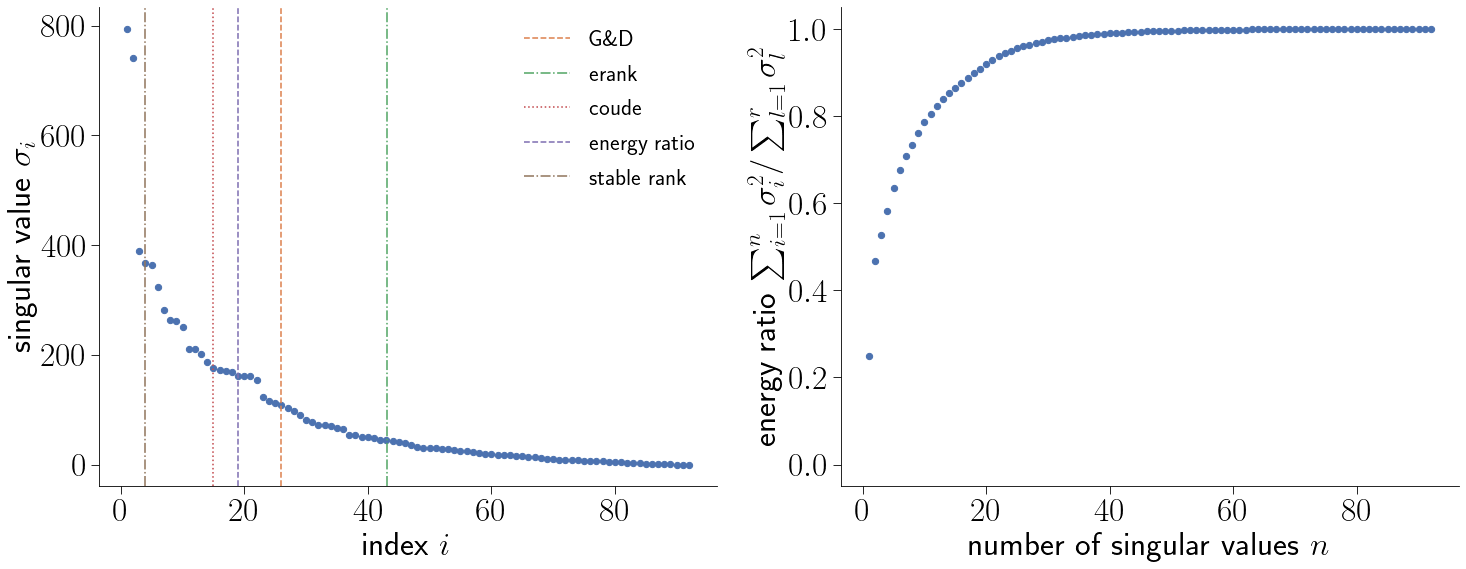 singular value σ_i
800
600
400
200
0
0 20 40 60 80
index i
G&D
erank
coude
energy ratio
stable rank
energy ratio ∑_{i=1}^{n} σ_i^2 / ∑_{l=1}^{r} σ_l^2
1.0
0.8
0.6
0.4
0.2
0.0
0 20 40 60 80
number of singular values n